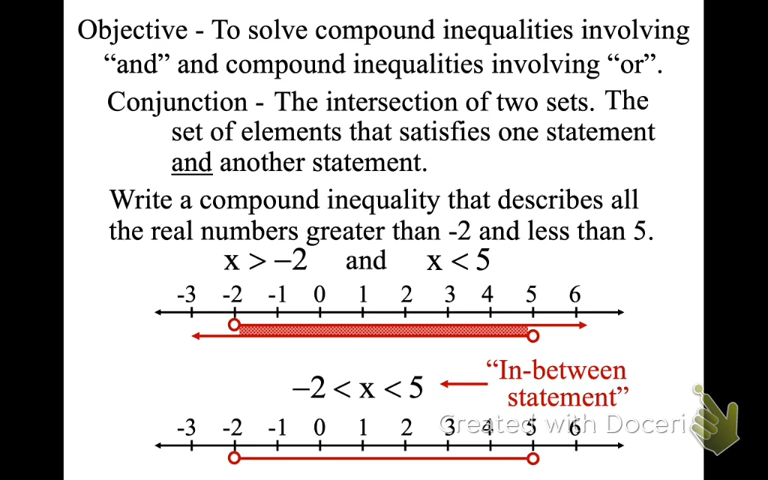 Objective - To solve compound inequalities involving
“and” and compound inequalities involving “or”.
Conjunction - The intersection of two sets. The
set of elements that satisfies one statement
and another statement.
Write a compound inequality that describes all
the real numbers greater than -2 and less than 5.
x > −2 and x < 5
-3 -2 -1 0 1 2 3 4 5 6
−2 < x < 5
“In-between
statement”
Created with Doceri
-3 -2 -1 0 1 2 3 4 5 6